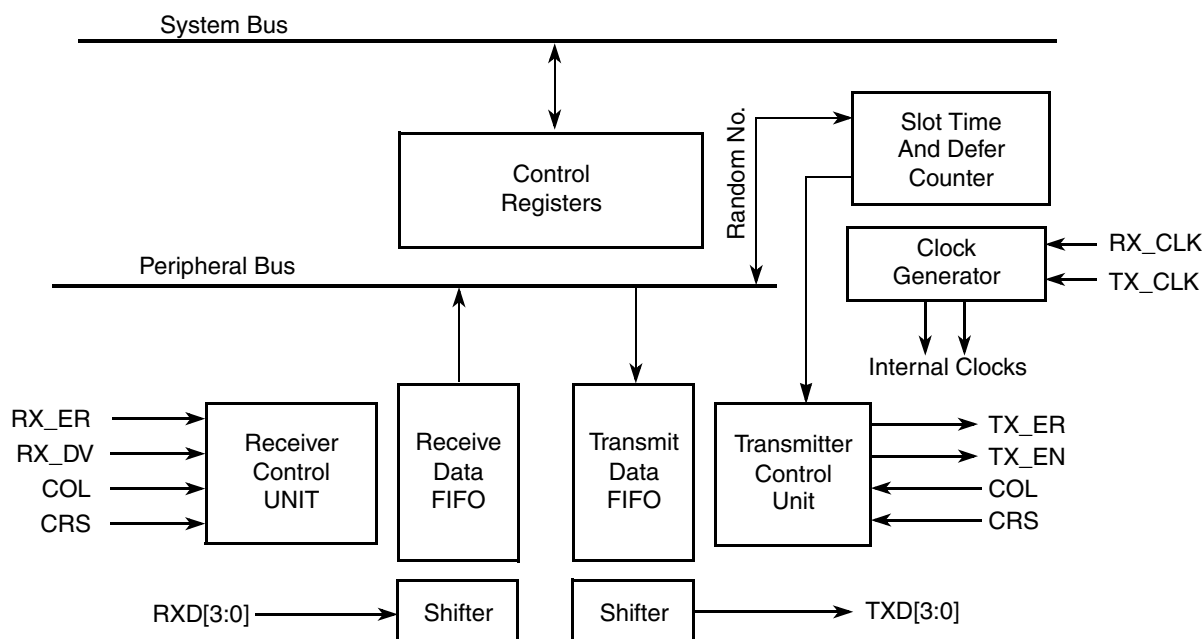 System Bus
Random No.
Slot Time
And Defer
Counter
Control
Registers
Clock
Generator
RX_CLK
TX_CLK
Peripheral Bus
Internal Clocks
RX_ER
RX_DV
COL
CRS
Receiver
Control
UNIT
Receive
Data
FIFO
Transmit
Data
FIFO
Transmitter
Control
Unit
TX_ER
TX_EN
COL
CRS
RXD[3:0]
Shifter
Shifter
TXD[3:0]